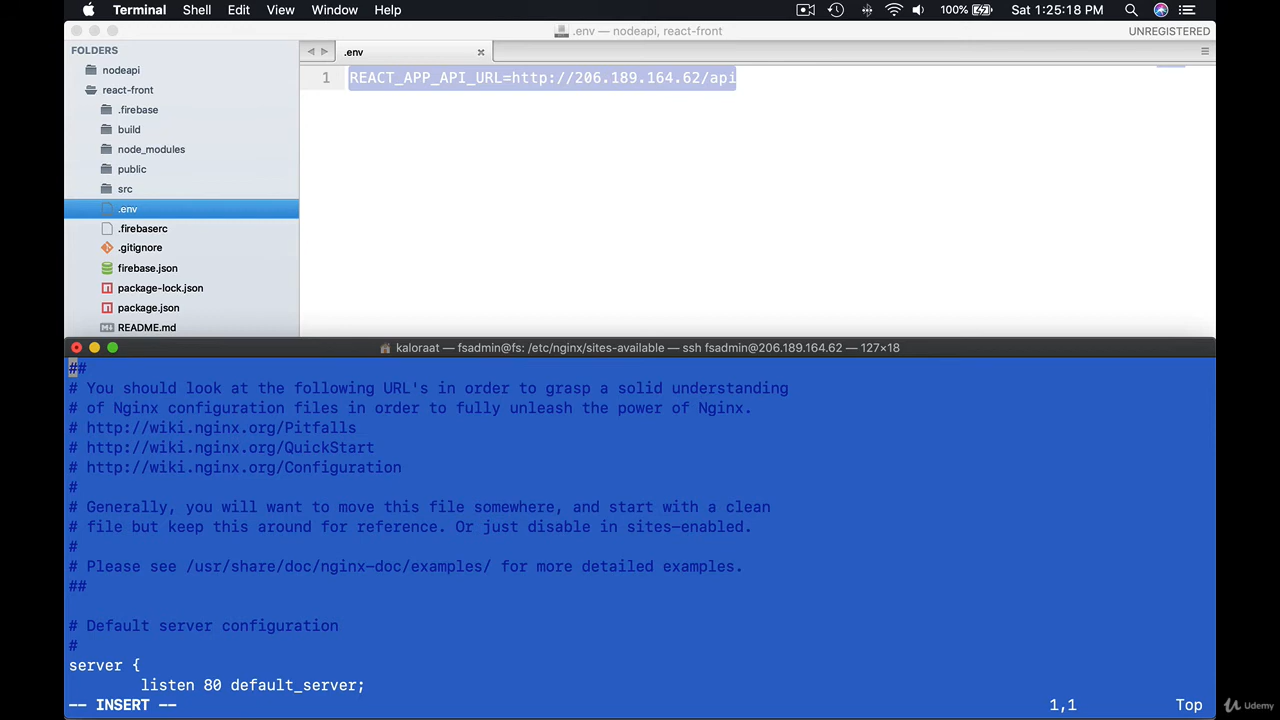 Terminal Shell Edit View Window Help 100% Sat 1:25:18 PM
.env — nodeapi, react-front UNREGISTERED
FOLDERS
.env
nodeapi
1 REACT_APP_API_URL=http://206.189.164.62/api
react-front
.firebase
build
node_modules
public
src
.env
.firebaserc
.gitignore
firebase.json
package-lock.json
package.json
README.md
kaloraat — fsadmin@fs: /etc/nginx/sites-available — ssh fsadmin@206.189.164.62 — 127×18
##
# You should look at the following URL's in order to grasp a solid understanding
# of Nginx configuration files in order to fully unleash the power of Nginx.
# http://wiki.nginx.org/Pitfalls
# http://wiki.nginx.org/QuickStart
# http://wiki.nginx.org/Configuration
#
# Generally, you will want to move this file somewhere, and start with a clean
# file but keep this around for reference. Or just disable in sites-enabled.
#
# Please see /usr/share/doc/nginx-doc/examples/ for more detailed examples.
##
# Default server configuration
#
server {
listen 80 default_server;
-- INSERT -- 1,1 Top
Udemy